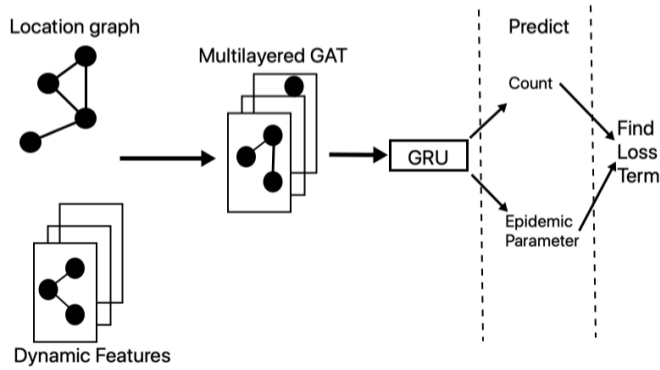 Location graph
Multilayered GAT
Predict
Count
GRU
Find
Loss
Term
Epidemic
Parameter
Dynamic Features